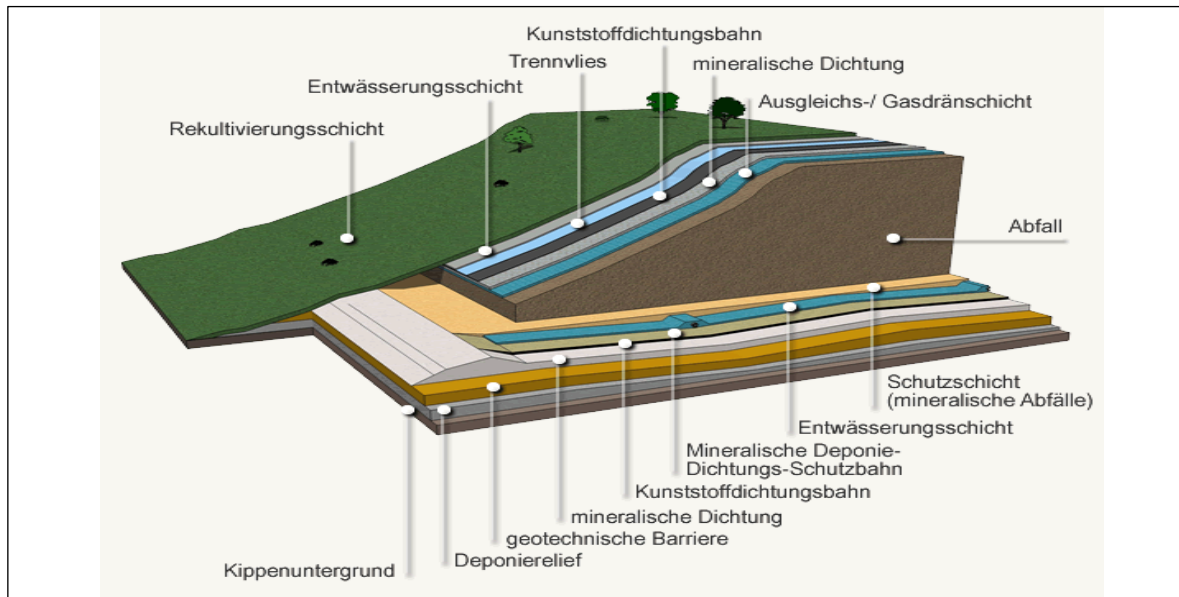 Kunststoffdichtungsbahn
Trennvlies
mineralische Dichtung
Entwässerungsschicht
Ausgleichs-/ Gasdränschicht
Rekultivierungsschicht
Abfall
Schutzschicht
(mineralische Abfälle)
Entwässerungsschicht
Mineralische Deponie-
Dichtungs-Schutzbahn
Kunststoffdichtungsbahn
mineralische Dichtung
geotechnische Barriere
Deponierelief
Kippenuntergrund